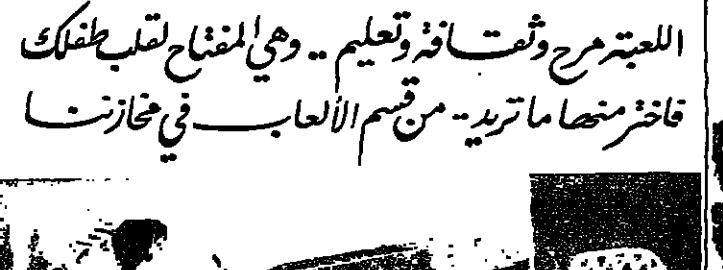 اللعبة مرح وثقافة وتعليم .. وهي المفتاح لقلب طفلك
فاختر منها ما تريد .. من قسم الألعاب في مخازننا